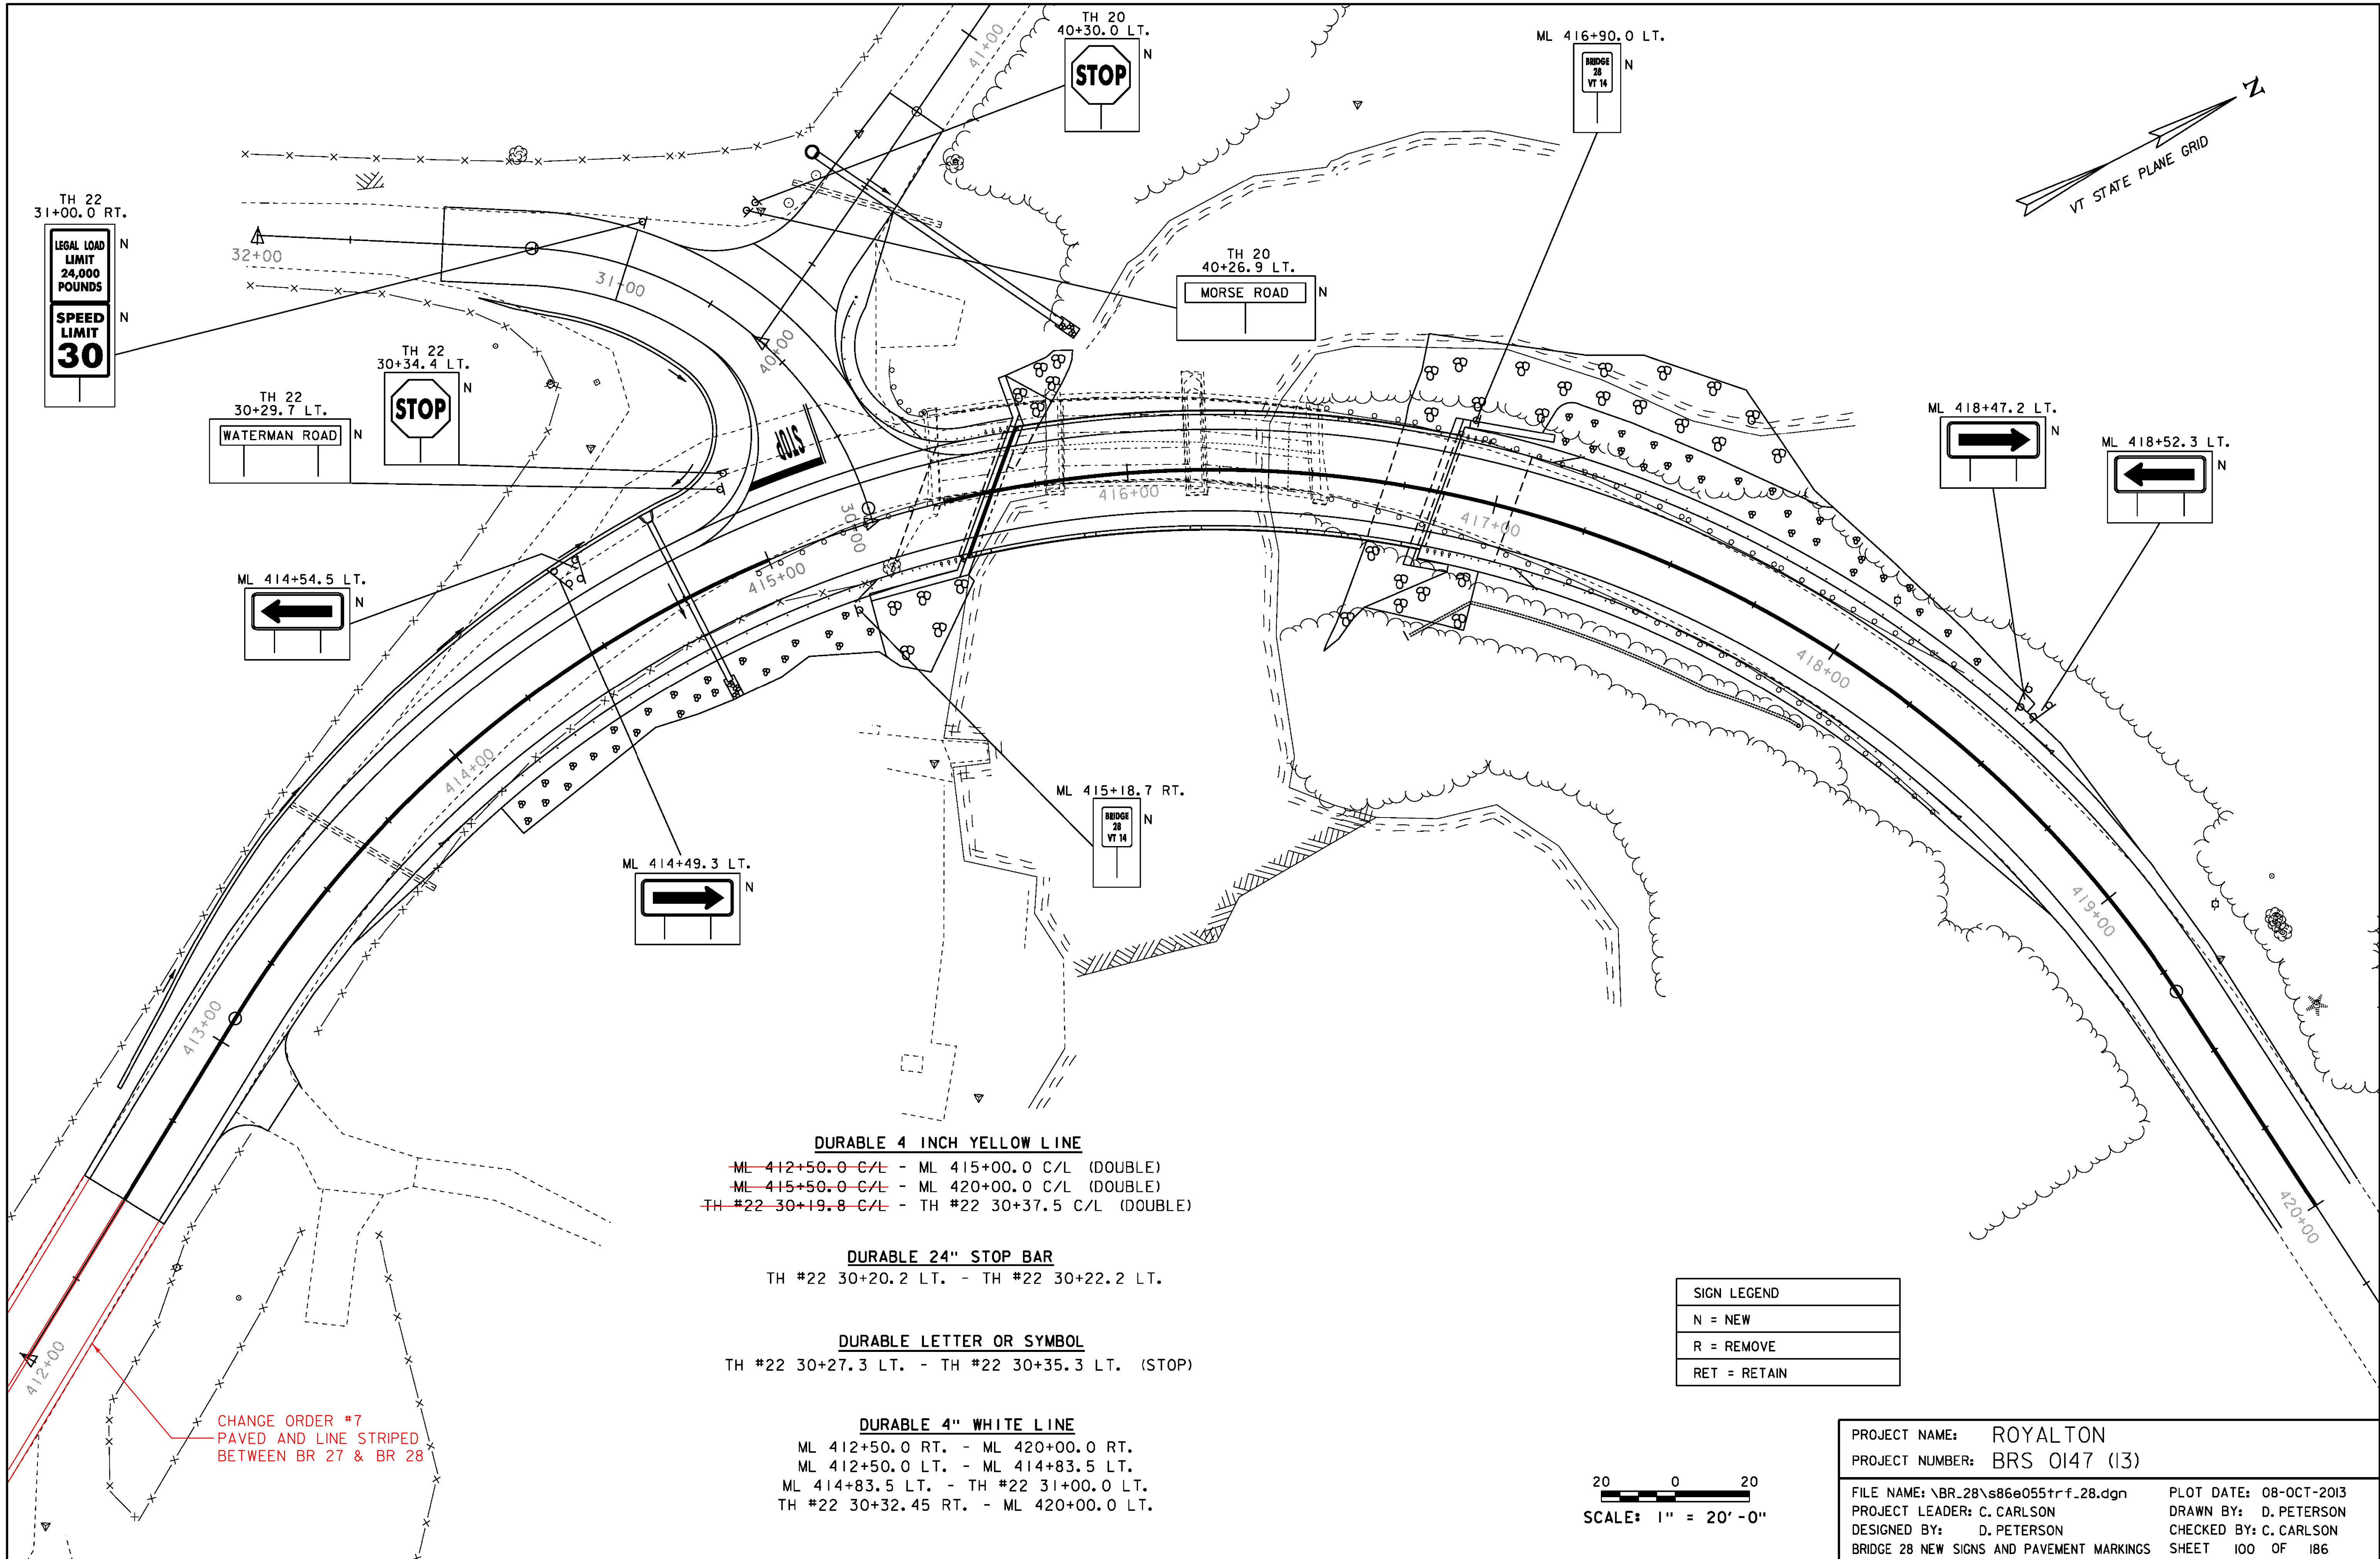 TH 20
40+30.0 LT.
STOP
N
ML 416+90.0 LT.
BRIDGE
28
VT 14
N
N
VT STATE PLANE GRID
41+00
TH 22
31+00.0 RT.
LEGAL LOAD
LIMIT
24,000
POUNDS
N
SPEED
LIMIT
30
N
32+00
31+00
40+00
TH 20
40+26.9 LT.
MORSE ROAD
N
TH 22
30+34.4 LT.
STOP
N
TH 22
30+29.7 LT.
WATERMAN ROAD
N
STOP
30+00
ML 418+47.2 LT.
N
ML 418+52.3 LT.
N
ML 414+54.5 LT.
N
415+00
416+00
417+00
418+00
414+00
ML 415+18.7 RT.
BRIDGE
28
VT 14
N
ML 414+49.3 LT.
N
413+00
419+00
420+00
412+00
DURABLE 4 INCH YELLOW LINE
ML 412+50.0 C/L - ML 415+00.0 C/L (DOUBLE)
ML 415+50.0 C/L - ML 420+00.0 C/L (DOUBLE)
TH #22 30+19.8 C/L - TH #22 30+37.5 C/L (DOUBLE)
DURABLE 24" STOP BAR
TH #22 30+20.2 LT. - TH #22 30+22.2 LT.
DURABLE LETTER OR SYMBOL
TH #22 30+27.3 LT. - TH #22 30+35.3 LT. (STOP)
DURABLE 4" WHITE LINE
ML 412+50.0 RT. - ML 420+00.0 RT.
ML 412+50.0 LT. - ML 414+83.5 LT.
ML 414+83.5 LT. - TH #22 31+00.0 LT.
TH #22 30+32.45 RT. - ML 420+00.0 LT.
CHANGE ORDER #7
PAVED AND LINE STRIPED
BETWEEN BR 27 & BR 28
SIGN LEGEND
N = NEW
R = REMOVE
RET = RETAIN
20 0 20
SCALE: 1" = 20'-0"
PROJECT NAME: ROYALTON
PROJECT NUMBER: BRS 0147 (13)
FILE NAME: \BR_28\s86e055trf_28.dgn PLOT DATE: 08-OCT-2013
PROJECT LEADER: C. CARLSON DRAWN BY: D. PETERSON
DESIGNED BY: D. PETERSON CHECKED BY: C. CARLSON
BRIDGE 28 NEW SIGNS AND PAVEMENT MARKINGS SHEET 100 OF 186